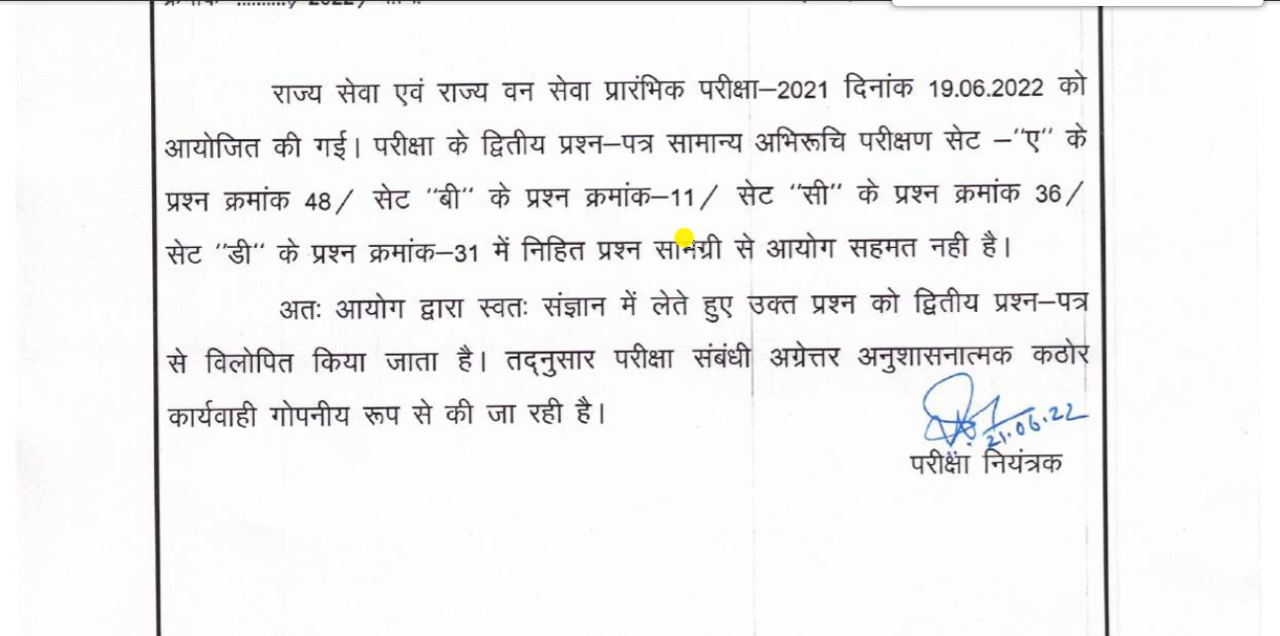 राज्य सेवा एवं राज्य वन सेवा प्रारंभिक परीक्षा–2021 दिनांक 19.06.2022 को
आयोजित की गई। परीक्षा के द्वितीय प्रश्न–पत्र सामान्य अभिरूचि परीक्षण सेट –"ए" के
प्रश्न क्रमांक 48/ सेट "बी" के प्रश्न क्रमांक–11/ सेट "सी" के प्रश्न क्रमांक 36/
सेट "डी" के प्रश्न क्रमांक–31 में निहित प्रश्न सामग्री से आयोग सहमत नही है।
अतः आयोग द्वारा स्वतः संज्ञान में लेते हुए उक्त प्रश्न को द्वितीय प्रश्न–पत्र
से विलोपित किया जाता है। तद्नुसार परीक्षा संबंधी अग्रेत्तर अनुशासनात्मक कठोर
कार्यवाही गोपनीय रूप से की जा रही है।
21.06.22
परीक्षा नियंत्रक